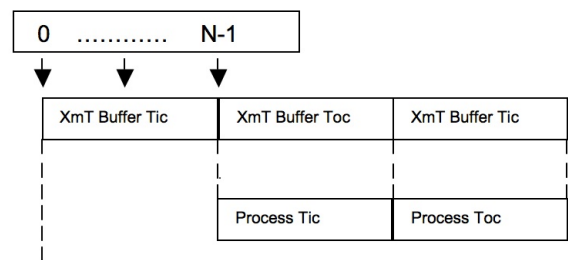 0 ............ N-1
XmT Buffer Tic XmT Buffer Toc XmT Buffer Tic
Process Tic Process Toc